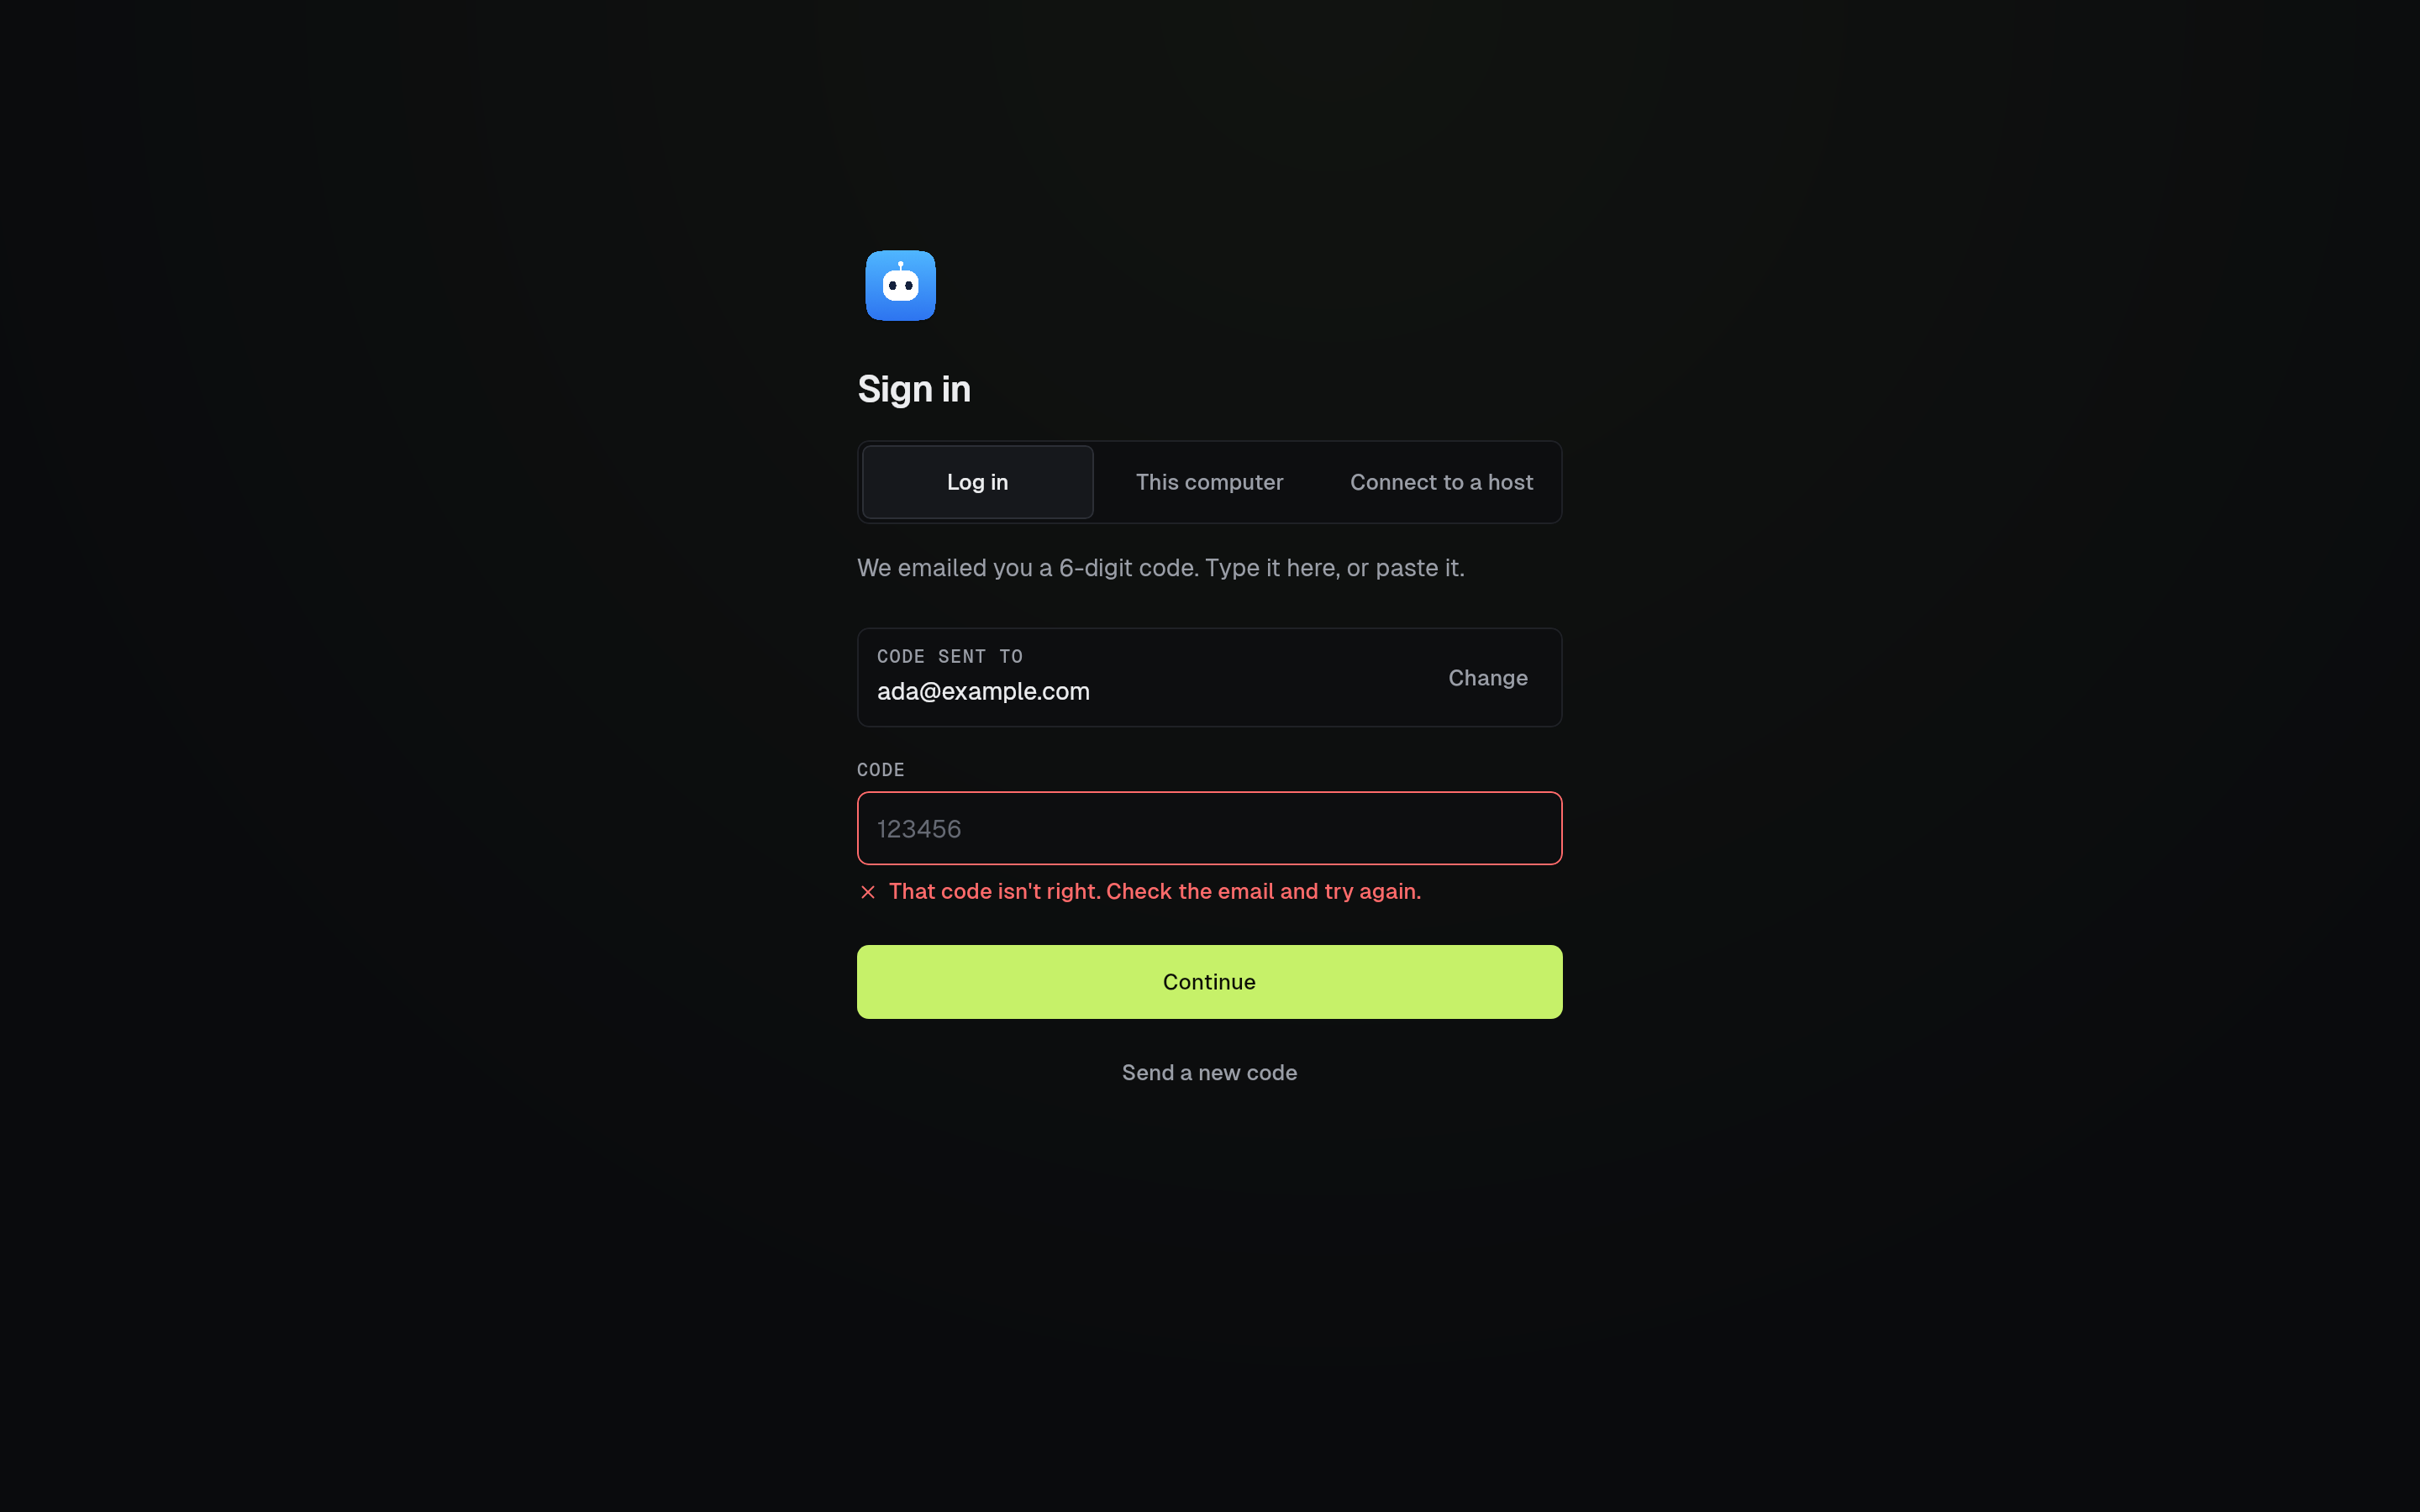 Sign in
Log in
This computer
Connect to a host
We emailed you a 6-digit code. Type it here, or paste it.
CODE SENT TO
ada@example.com
Change
CODE
123456
That code isn't right. Check the email and try again.
Continue
Send a new code